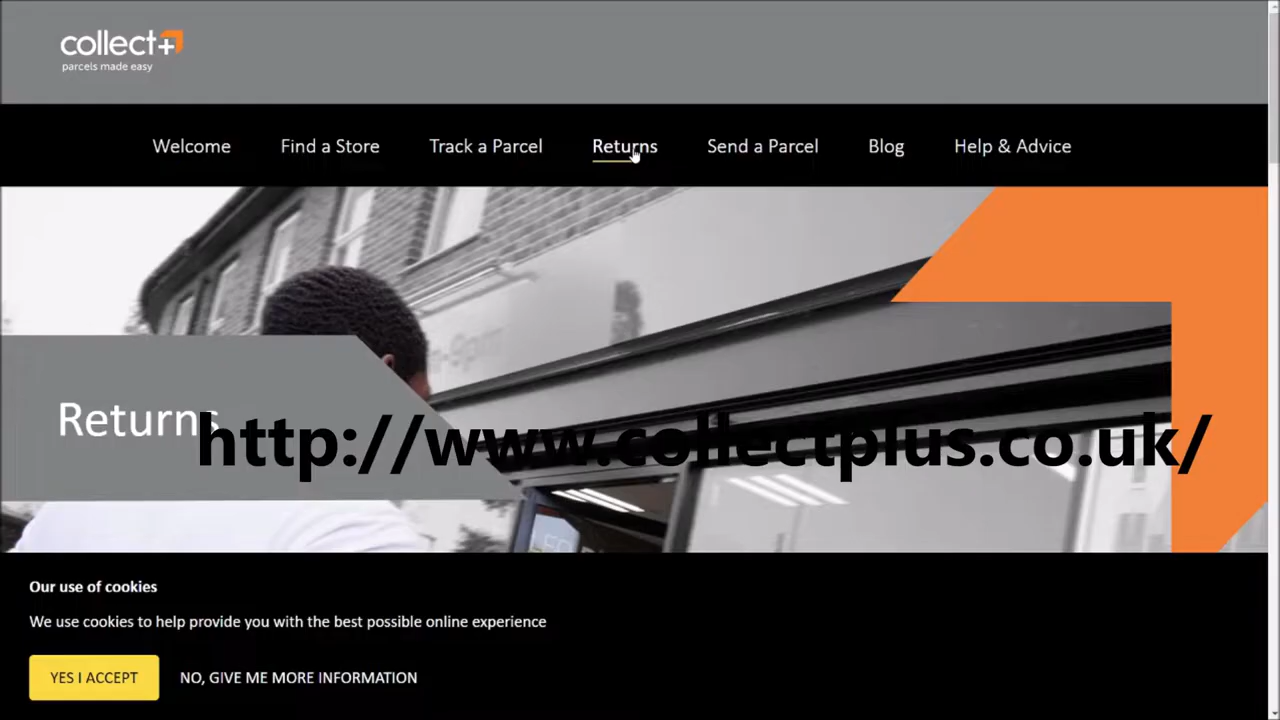 collect+
parcels made easy
Welcome Find a Store Track a Parcel Returns Send a Parcel Blog Help & Advice
Returns
http://www.collectplus.co.uk/
Our use of cookies
We use cookies to help provide you with the best possible online experience
YES I ACCEPT NO, GIVE ME MORE INFORMATION